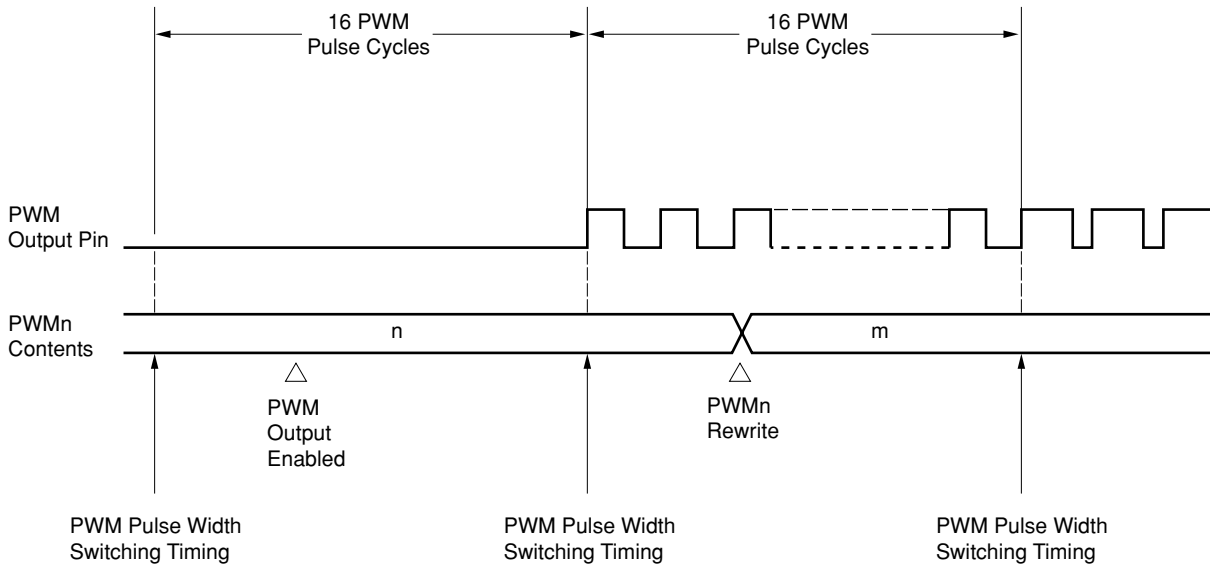 16 PWM
Pulse Cycles
16 PWM
Pulse Cycles
PWM
Output Pin
PWMn
Contents
n
m
PWM
Output
Enabled
PWMn
Rewrite
PWM Pulse Width
Switching Timing
PWM Pulse Width
Switching Timing
PWM Pulse Width
Switching Timing